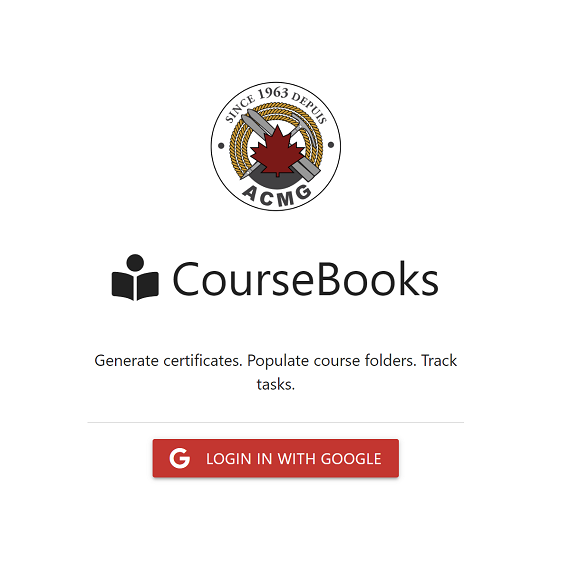 SINCE 1963 DEPUIS
ACMG
CourseBooks
Generate certificates. Populate course folders. Track
tasks.
G LOGIN IN WITH GOOGLE